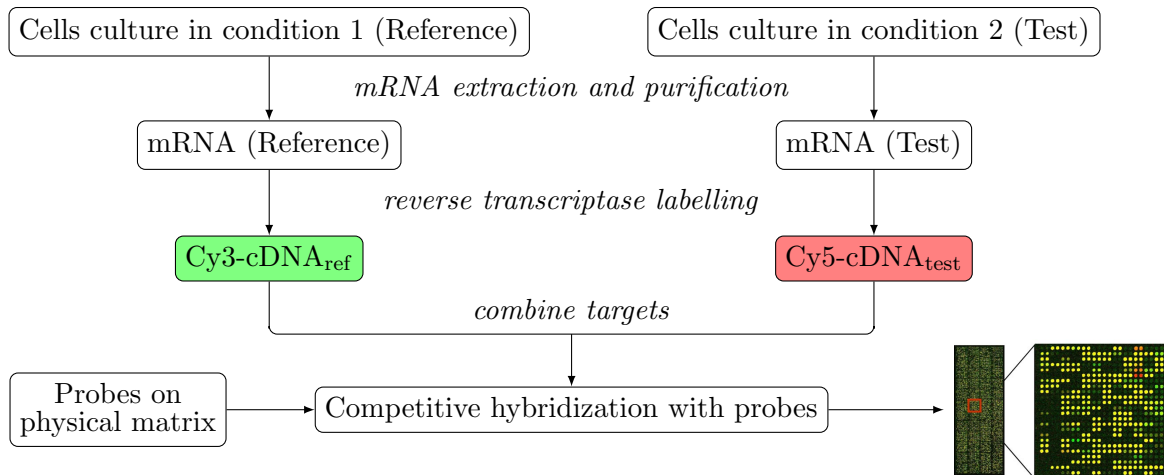 Cells culture in condition 1 (Reference)
Cells culture in condition 2 (Test)
mRNA extraction and purification
mRNA (Reference)
mRNA (Test)
reverse transcriptase labelling
Cy3-cDNAref
Cy5-cDNAtest
combine targets
Probes on
physical matrix
Competitive hybridization with probes